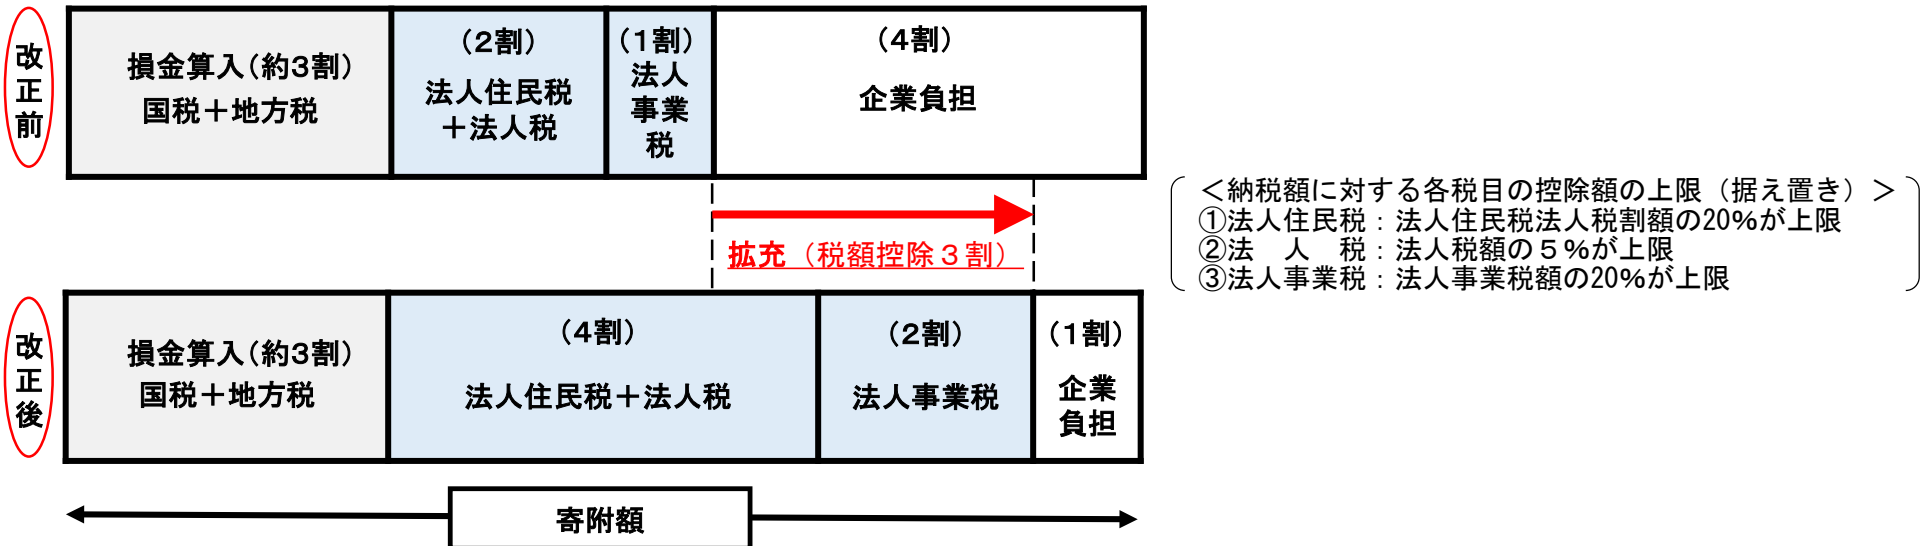 改正前
損金算入(約3割)
国税+地方税
(2割)
法人住民税
+法人税
(1割)
法人
事業
税
(4割)
企業負担
拡充(税額控除3割)
<納税額に対する各税目の控除額の上限(据え置き)>
①法人住民税:法人住民税法人税割額の20%が上限
②法 人 税:法人税額の5%が上限
③法人事業税:法人事業税額の20%が上限
改正後
損金算入(約3割)
国税+地方税
(4割)
法人住民税+法人税
(2割)
法人事業税
(1割)
企業
負担
寄附額